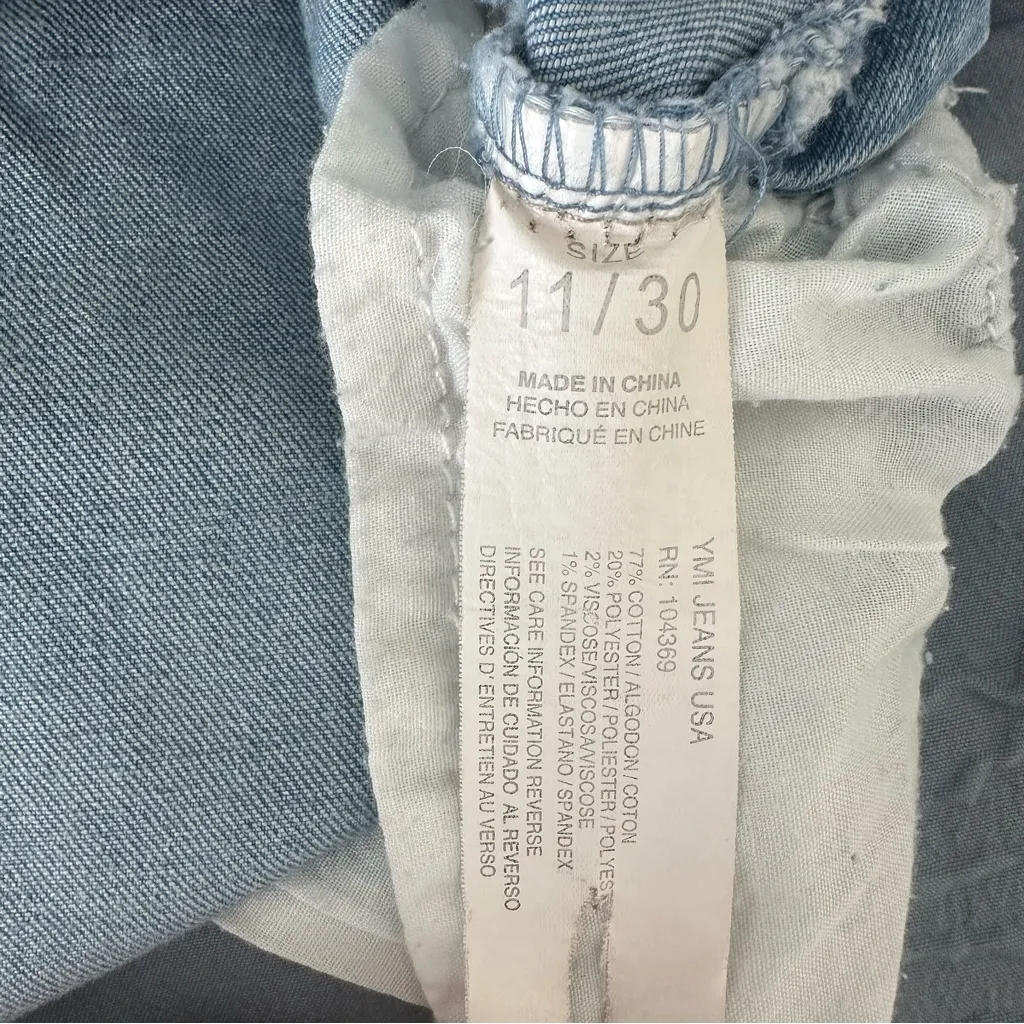 SIZE
11/30
MADE IN CHINA
HECHO EN CHINA
FABRIQUÉ EN CHINE
YMI JEANS USA
RN: 104369
77% COTTON / ALGODON / COTON
20% POLYESTER / POLIESTER / POLYEST
2% VISCOSE/VISCOSA/VISCOSE
1% SPANDEX / ELASTANO / SPANDEX
SEE CARE INFORMATION REVERSE
INFORMACIÓN DE CUIDADO AL REVERSO
DIRECTIVES D' ENTRETIEN AU VERSO